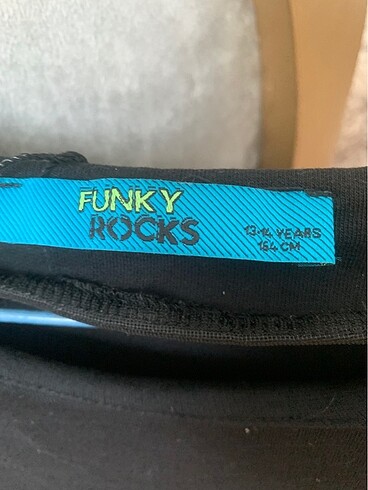 FUNKY
ROCKS
13-14 YEARS
164 CM